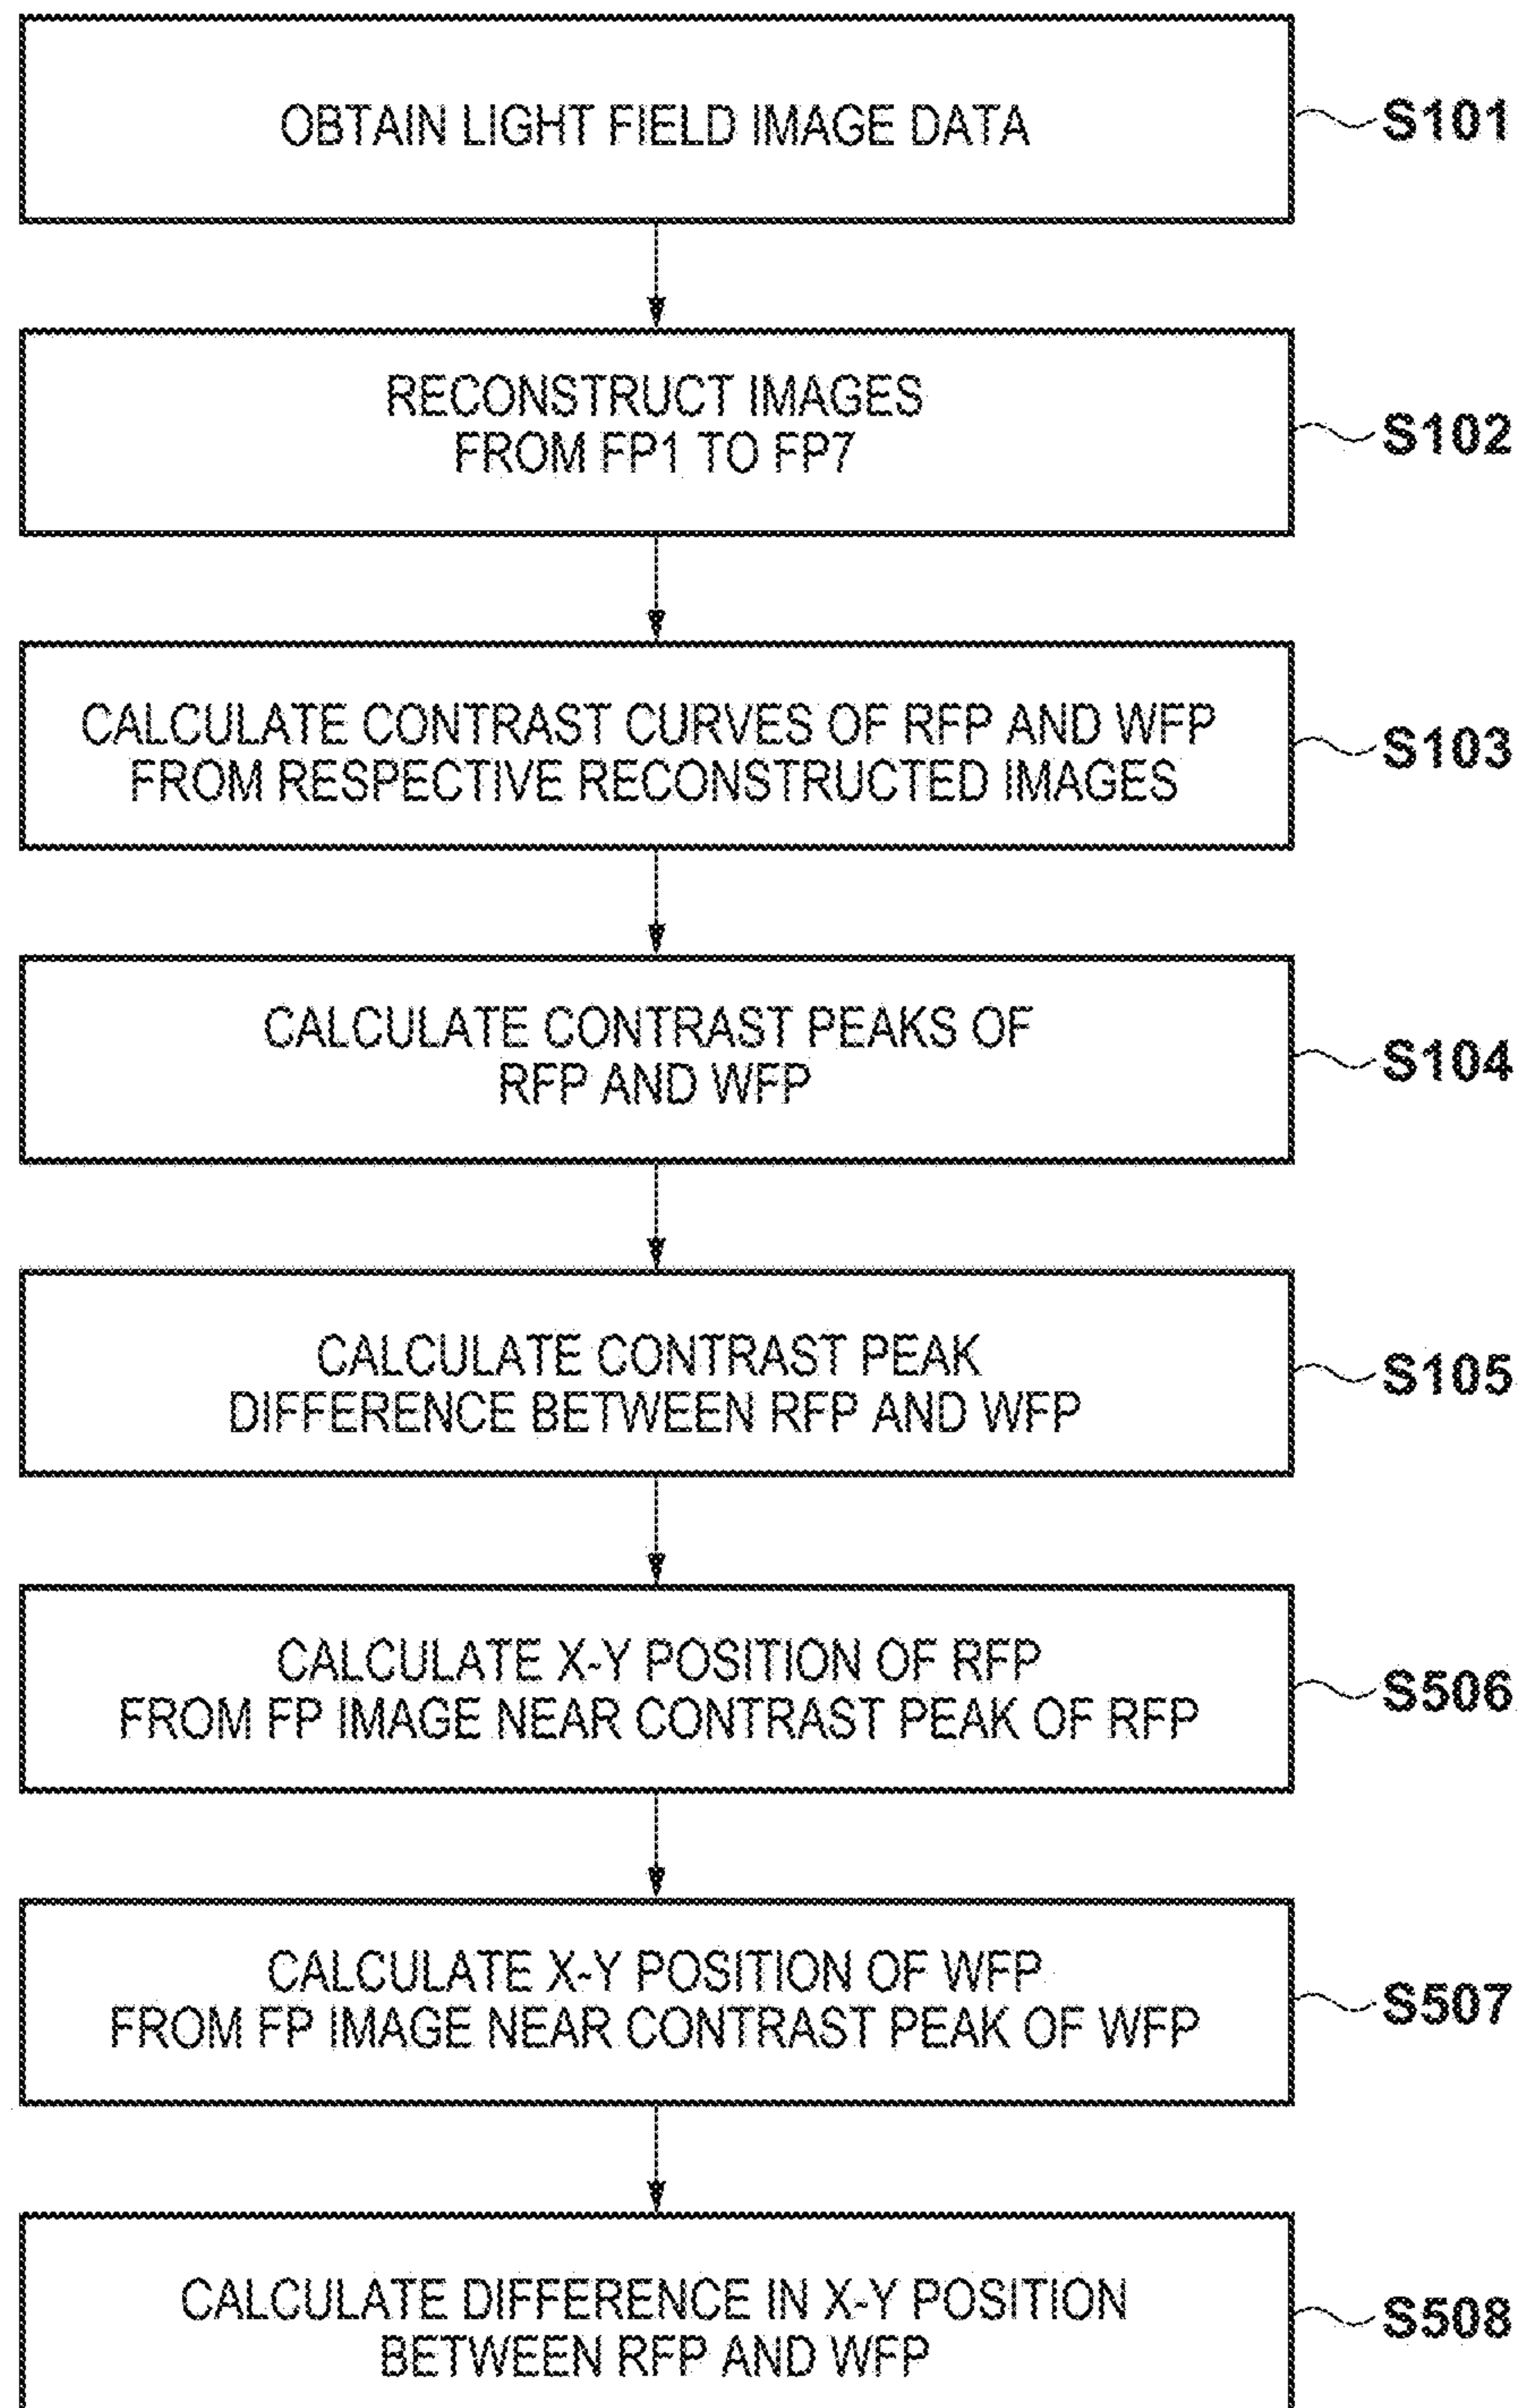 OBTAIN LIGHT FIELD IMAGE DATA
S101
RECONSTRUCT IMAGES
FROM FP1 TO FP7
S102
CALCULATE CONTRAST CURVES OF RFP AND WFP
FROM RESPECTIVE RECONSTRUCTED IMAGES
S103
CALCULATE CONTRAST PEAKS OF
RFP AND WFP
S104
CALCULATE CONTRAST PEAK
DIFFERENCE BETWEEN RFP AND WFP
S105
CALCULATE X-Y POSITION OF RFP
FROM FP IMAGE NEAR CONTRAST PEAK OF RFP
S506
CALCULATE X-Y POSITION OF WFP
FROM FP IMAGE NEAR CONTRAST PEAK OF WFP
S507
CALCULATE DIFFERENCE IN X-Y POSITION
BETWEEN RFP AND WFP
S508